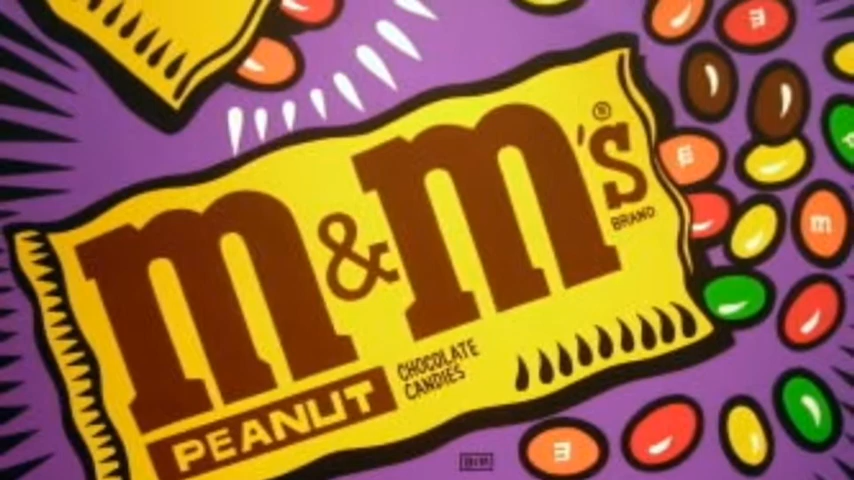 m&m's®
BRAND
PEANUT
CHOCOLATE
CANDIES
m
m
m
m